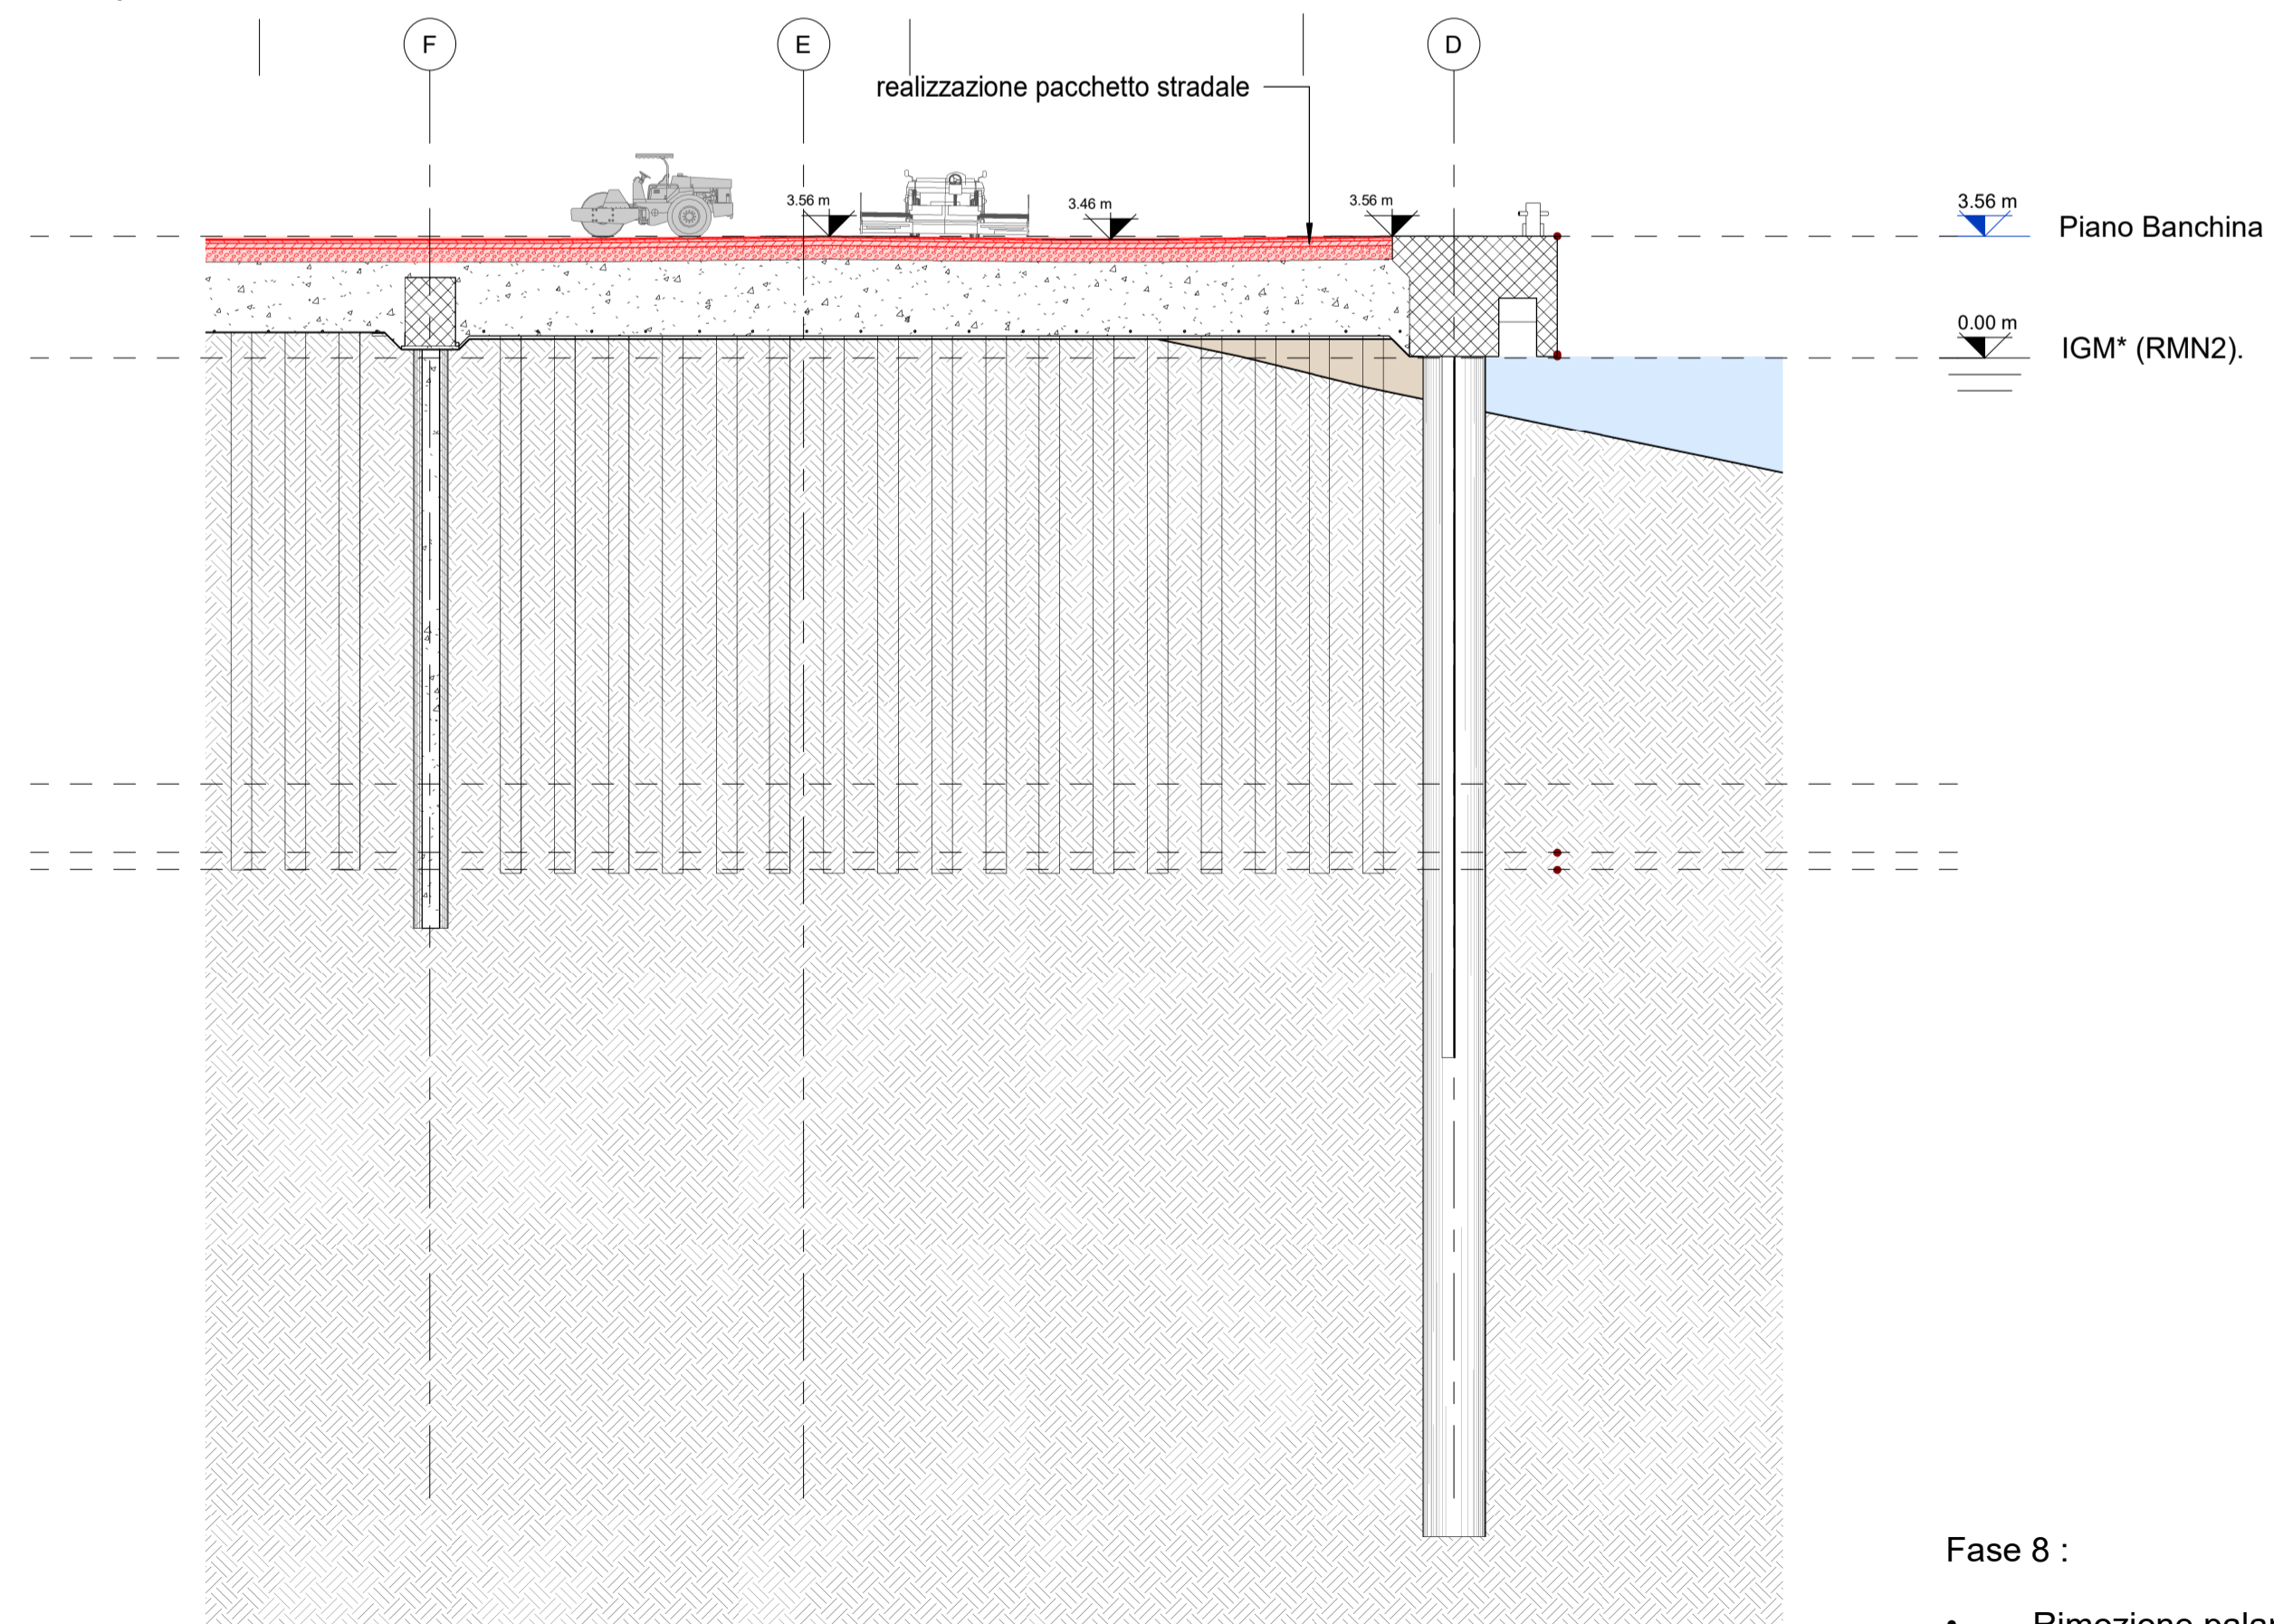 F
E
D
realizzazione pacchetto stradale
3.56 m
3.46 m
3.56 m
3.56 m
Piano Banchina
0.00 m
IGM* (RMN2).
Fase 8 :
• Rimozione